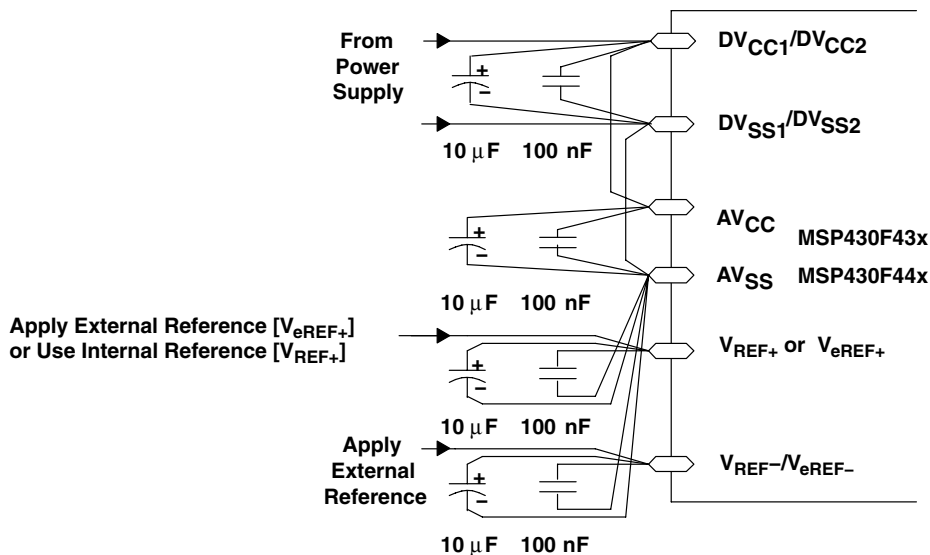 From
Power
Supply
DVCC1/DVCC2
+
−
DVSS1/DVSS2
10 µF 100 nF
AVCC
MSP430F43x
+
−
AVSS MSP430F44x
10 µF 100 nF
Apply External Reference [VeREF+]
or Use Internal Reference [VREF+]
VREF+ or VeREF+
+
−
10 µF 100 nF
Apply
External
Reference
VREF−/VeREF−
+
−
10 µF 100 nF